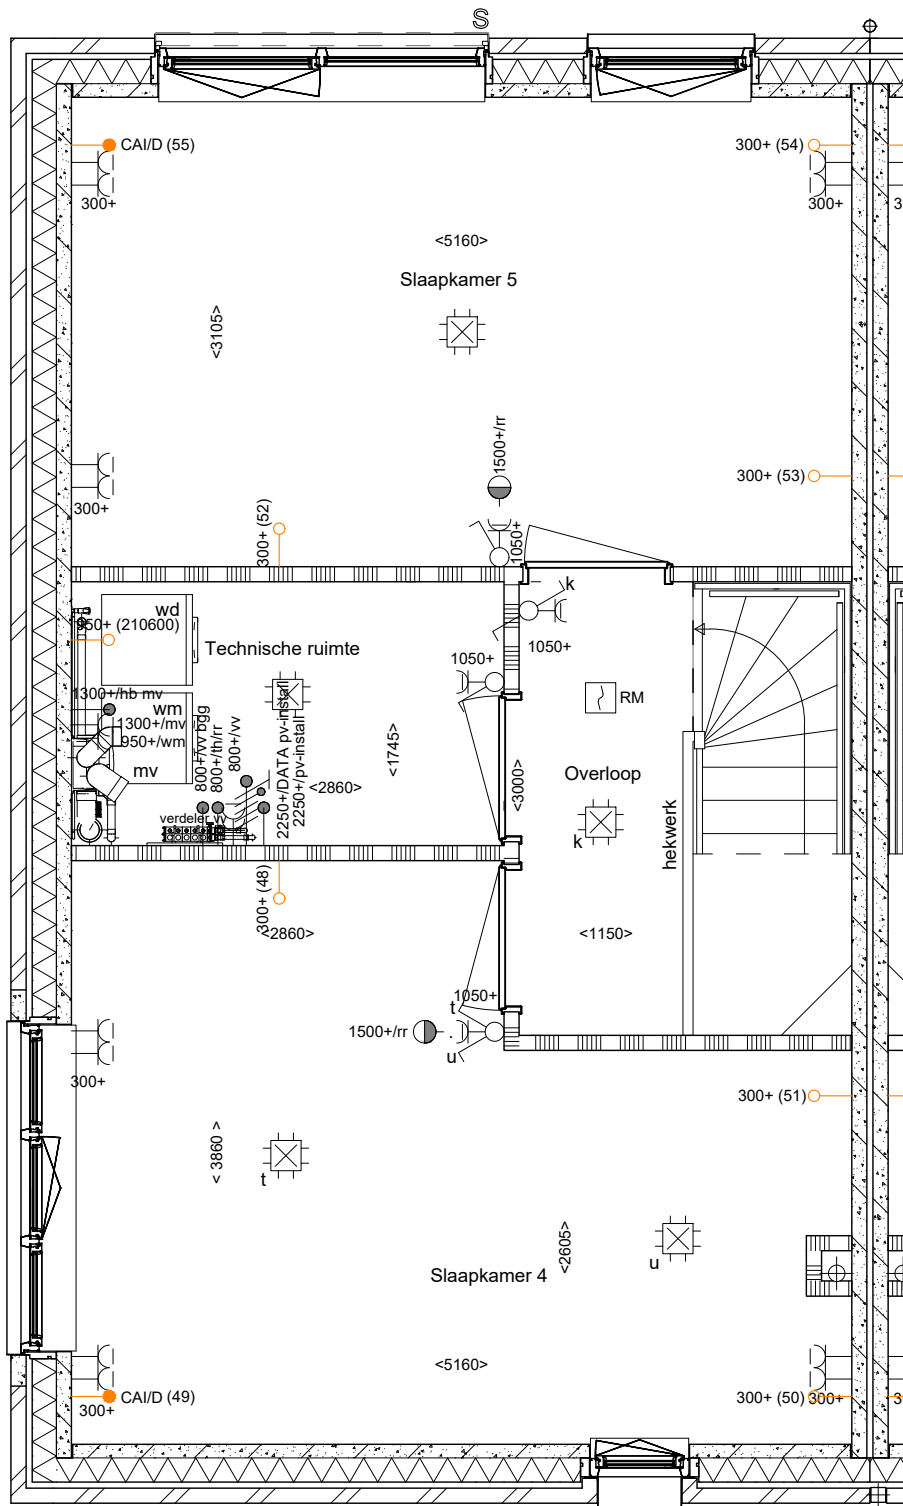 S
CAI/D (55)
300+ (54)
300+
300+
<5160>
Slaapkamer 5
<3105>
1500+/rr
300+ (53)
300+
300+ (52)
1050+
k
wd
950+ (210600)
Technische ruimte
1050+
1050+
1300+/hb mv
RM
wm
1300+/mv
950+/wm
mv
800+/vv bgg
800+/th/rr
800+/vv
2250+/DATA pv-install
2250+/pv-install
<1745>
<2860>
<3000>
Overloop
k
hekwerk
verdeler vv
300+ (48)
<2860>
<1150>
1050+
t
1500+/rr
u
300+
300+ (51)
<3860 >
t
<2605>
u
Slaapkamer 4
<5160>
CAI/D (49)
300+
300+ (50)
300+